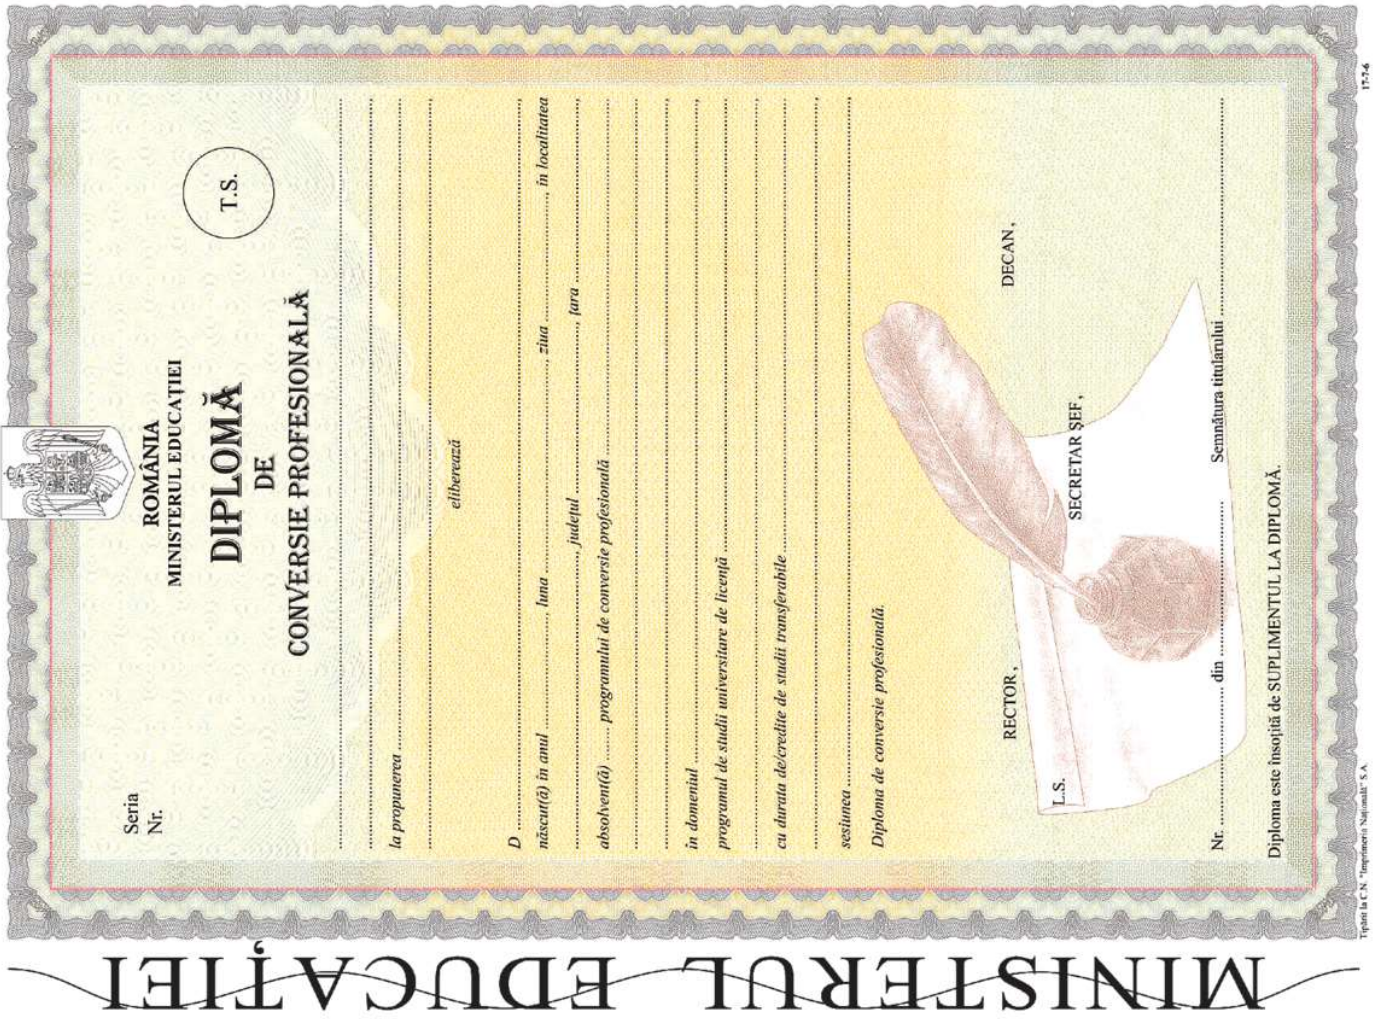 ROMÂNIA
MINISTERUL EDUCAȚIEI
Seria
Nr.
DIPLOMĂ
T.S.
DE
CONVERSIE PROFESIONALĂ
la propunerea ..........
eliberează
D ..........
născut(ă) în anul .........., luna .........., ziua .........., în localitatea
.........., județul .........., țara ..........,
absolvent(ă) .......... programului de conversie profesională ..........
în domeniul ..........,
programul de studii universitare de licență ..........
cu durata de/credite de studii transferabile ..........
sesiunea ..........,
Diploma de conversie profesională.
RECTOR,
DECAN,
L.S.
SECRETAR ȘEF,
Nr. .......... din .......... Semnătura titularului ..........
Diploma este însoțită de SUPLIMENTUL LA DIPLOMĂ.
Tipărit la C.N. "Imprimeria Națională" S.A.
17-7-6
MINISTERUL EDUCAȚIEI